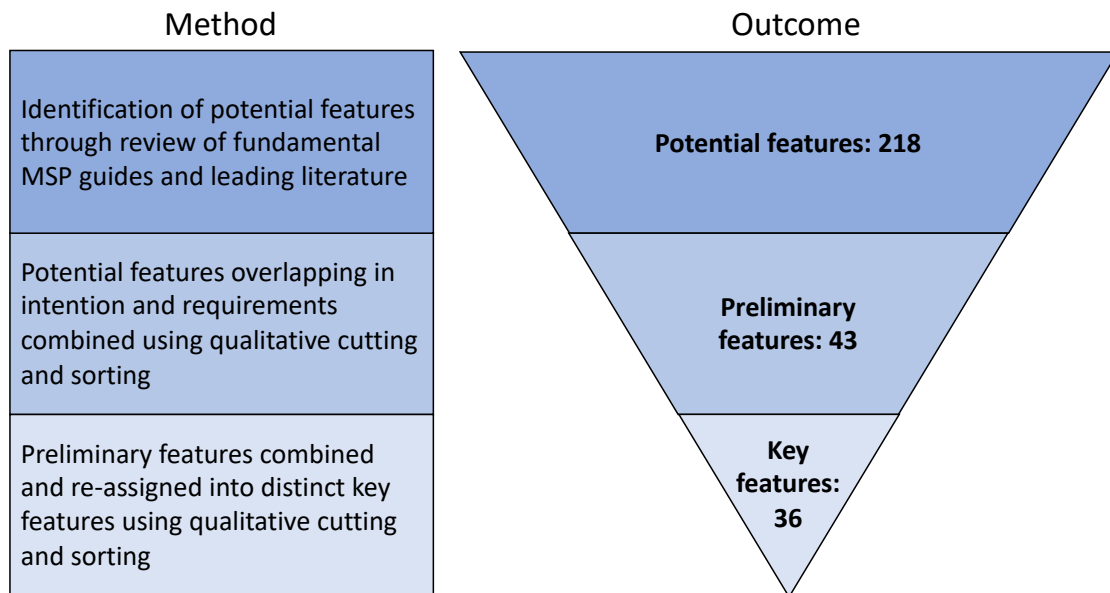 Method
Outcome
Identification of potential features
through review of fundamental
MSP guides and leading literature
Potential features: 218
Potential features overlapping in
intention and requirements
combined using qualitative cutting
and sorting
Preliminary
features: 43
Preliminary features combined
and re-assigned into distinct key
features using qualitative cutting
and sorting
Key
features:
36